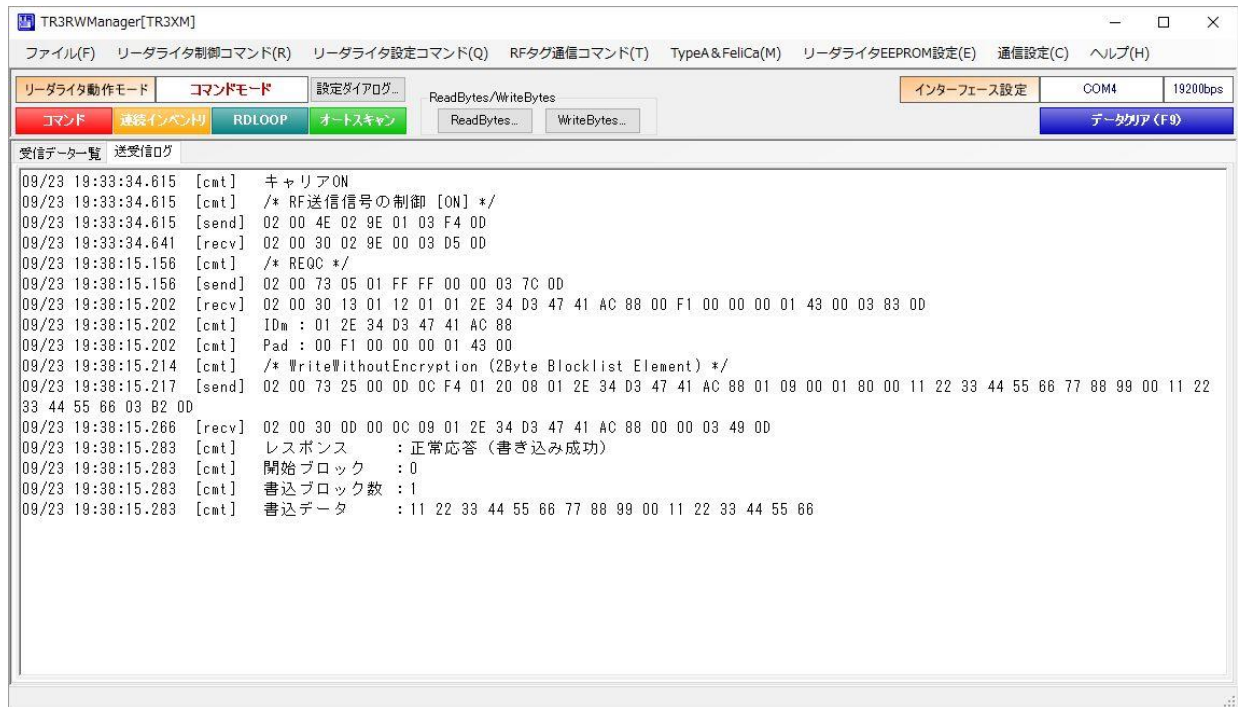 TR3RWManager[TR3XM]
ファイル(F) リーダライタ制御コマンド(R) リーダライタ設定コマンド(Q) RFタグ通信コマンド(T) TypeA&FeliCa(M) リーダライタEEPROM設定(E) 通信設定(C) ヘルプ(H)
リーダライタ動作モード コマンドモード 設定ダイアログ... ReadBytes/WriteBytes インターフェース設定 COM4 19200bps
コマンド 連続インベントリ RDLOOP オートスキャン ReadBytes... WriteBytes... データクリア(F9)
受信データ一覧 送受信ログ
09/23 19:33:34.615 [cmt] キャリアON
09/23 19:33:34.615 [cmt] /* RF送信信号の制御 [ON] */
09/23 19:33:34.615 [send] 02 00 4E 02 9E 01 03 F4 0D
09/23 19:33:34.641 [recv] 02 00 30 02 9E 00 03 D5 0D
09/23 19:38:15.156 [cmt] /* REQC */
09/23 19:38:15.156 [send] 02 00 73 05 01 FF FF 00 00 03 7C 0D
09/23 19:38:15.202 [recv] 02 00 30 13 01 12 01 01 2E 34 D3 47 41 AC 88 00 F1 00 00 00 01 43 00 03 83 0D
09/23 19:38:15.202 [cmt] IDm : 01 2E 34 D3 47 41 AC 88
09/23 19:38:15.202 [cmt] Pad : 00 F1 00 00 00 01 43 00
09/23 19:38:15.214 [cmt] /* WriteWithoutEncryption (2Byte Blocklist Element) */
09/23 19:38:15.217 [send] 02 00 73 25 00 0D 0C F4 01 20 08 01 2E 34 D3 47 41 AC 88 01 09 00 01 80 00 11 22 33 44 55 66 77 88 99 00 11 22
33 44 55 66 03 B2 0D
09/23 19:38:15.266 [recv] 02 00 30 0D 00 0C 09 01 2E 34 D3 47 41 AC 88 00 00 03 49 0D
09/23 19:38:15.283 [cmt] レスポンス :正常応答(書き込み成功)
09/23 19:38:15.283 [cmt] 開始ブロック :0
09/23 19:38:15.283 [cmt] 書込ブロック数 :1
09/23 19:38:15.283 [cmt] 書込データ :11 22 33 44 55 66 77 88 99 00 11 22 33 44 55 66